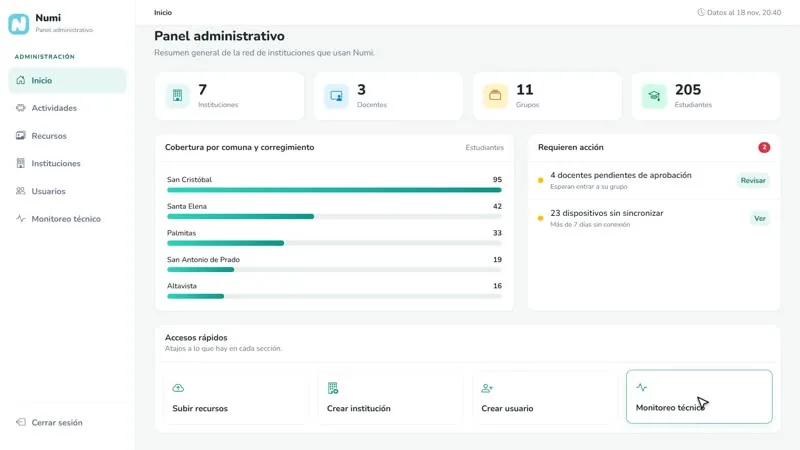 Numi
Panel administrativo
ADMINISTRACIÓN
Inicio
Actividades
Recursos
Instituciones
Usuarios
Monitoreo técnico
Cerrar sesión
Inicio
Datos al 18 nov, 20:40
Panel administrativo
Resumen general de la red de instituciones que usan Numi.
7
Instituciones
3
Docentes
11
Grupos
205
Estudiantes
Cobertura por comuna y corregimiento
Estudiantes
San Cristóbal 95
Santa Elena 42
Palmitas 33
San Antonio de Prado 19
Altavista 16
Requieren acción
2
4 docentes pendientes de aprobación
Esperan entrar a su grupo
Revisar
23 dispositivos sin sincronizar
Más de 7 días sin conexión
Ver
Accesos rápidos
Atajos a lo que hay en cada sección.
Subir recursos
Crear institución
Crear usuario
Monitoreo técnico